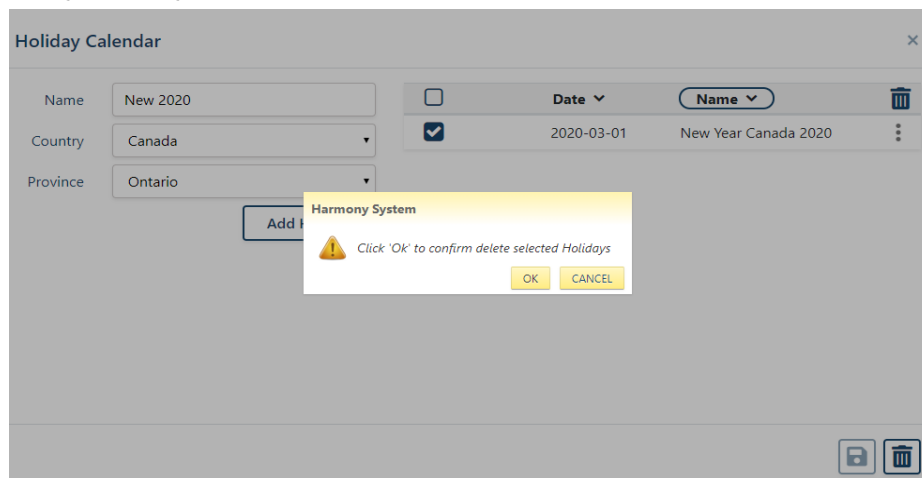 Holiday Calendar
Name New 2020
Date Name
Country Canada
2020-03-01 New Year Canada 2020
Province Ontario
Add
Harmony System
Click 'Ok' to confirm delete selected Holidays
OK CANCEL